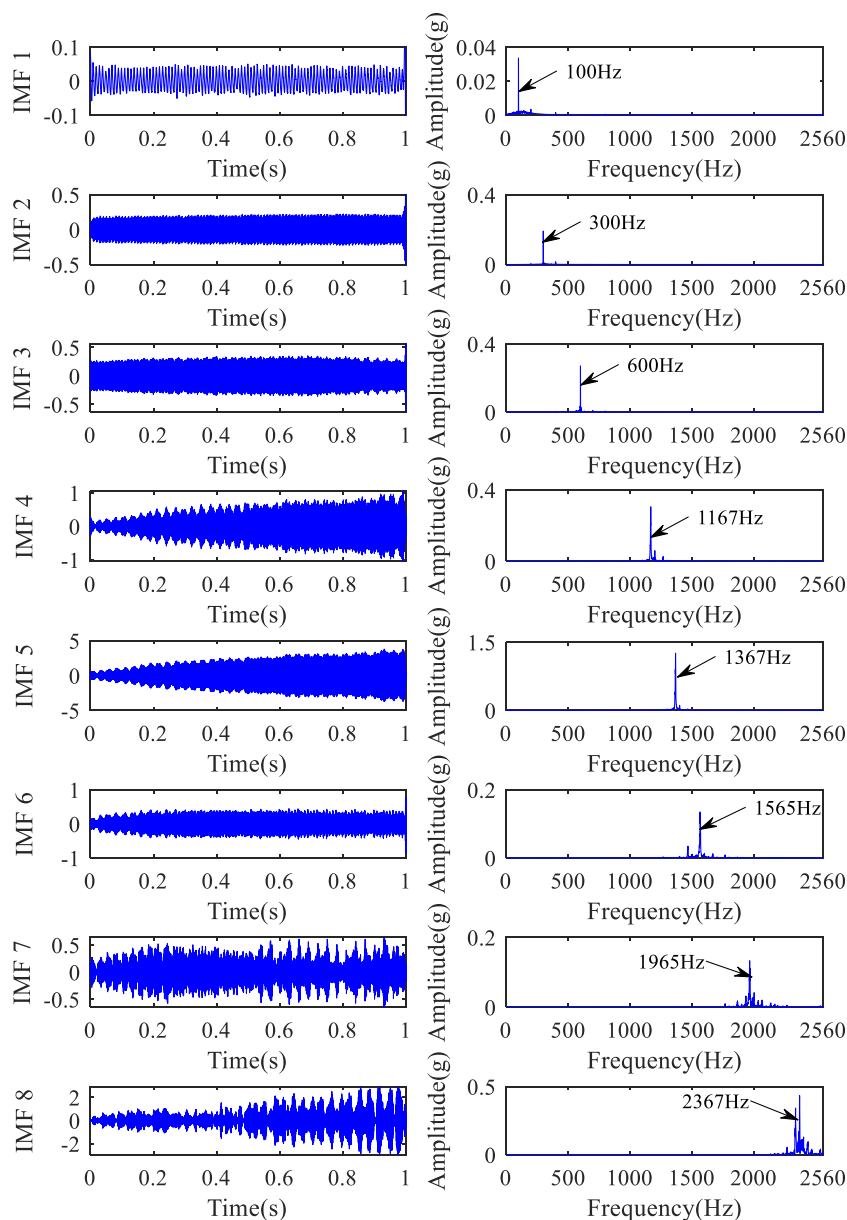 IMF 1
0.1
0
-0.1
0 0.2 0.4 0.6 0.8 1
Time(s)
Amplitude(g)
0.04
0.02
0
100Hz
0 500 1000 1500 2000 2560
Frequency(Hz)
IMF 2
0.5
0
-0.5
0 0.2 0.4 0.6 0.8 1
Time(s)
Amplitude(g)
0.4
0.2
0
300Hz
0 500 1000 1500 2000 2560
Frequency(Hz)
IMF 3
0.5
0
-0.5
0 0.2 0.4 0.6 0.8 1
Time(s)
Amplitude(g)
0.4
0.2
0
600Hz
0 500 1000 1500 2000 2560
Frequency(Hz)
IMF 4
1
0
-1
0 0.2 0.4 0.6 0.8 1
Time(s)
Amplitude(g)
0.4
0.2
0
1167Hz
0 500 1000 1500 2000 2560
Frequency(Hz)
IMF 5
5
0
-5
0 0.2 0.4 0.6 0.8 1
Time(s)
Amplitude(g)
1.5
1
0
1367Hz
0 500 1000 1500 2000 2560
Frequency(Hz)
IMF 6
1
0
-1
0 0.2 0.4 0.6 0.8 1
Time(s)
Amplitude(g)
0.2
0.1
0
1565Hz
0 500 1000 1500 2000 2560
Frequency(Hz)
IMF 7
0.5
0
-0.5
0 0.2 0.4 0.6 0.8 1
Time(s)
Amplitude(g)
0.2
0.1
0
1965Hz
0 500 1000 1500 2000 2560
Frequency(Hz)
IMF 8
2
0
-2
0 0.2 0.4 0.6 0.8 1
Time(s)
Amplitude(g)
0.5
0
2367Hz
0 500 1000 1500 2000 2560
Frequency(Hz)